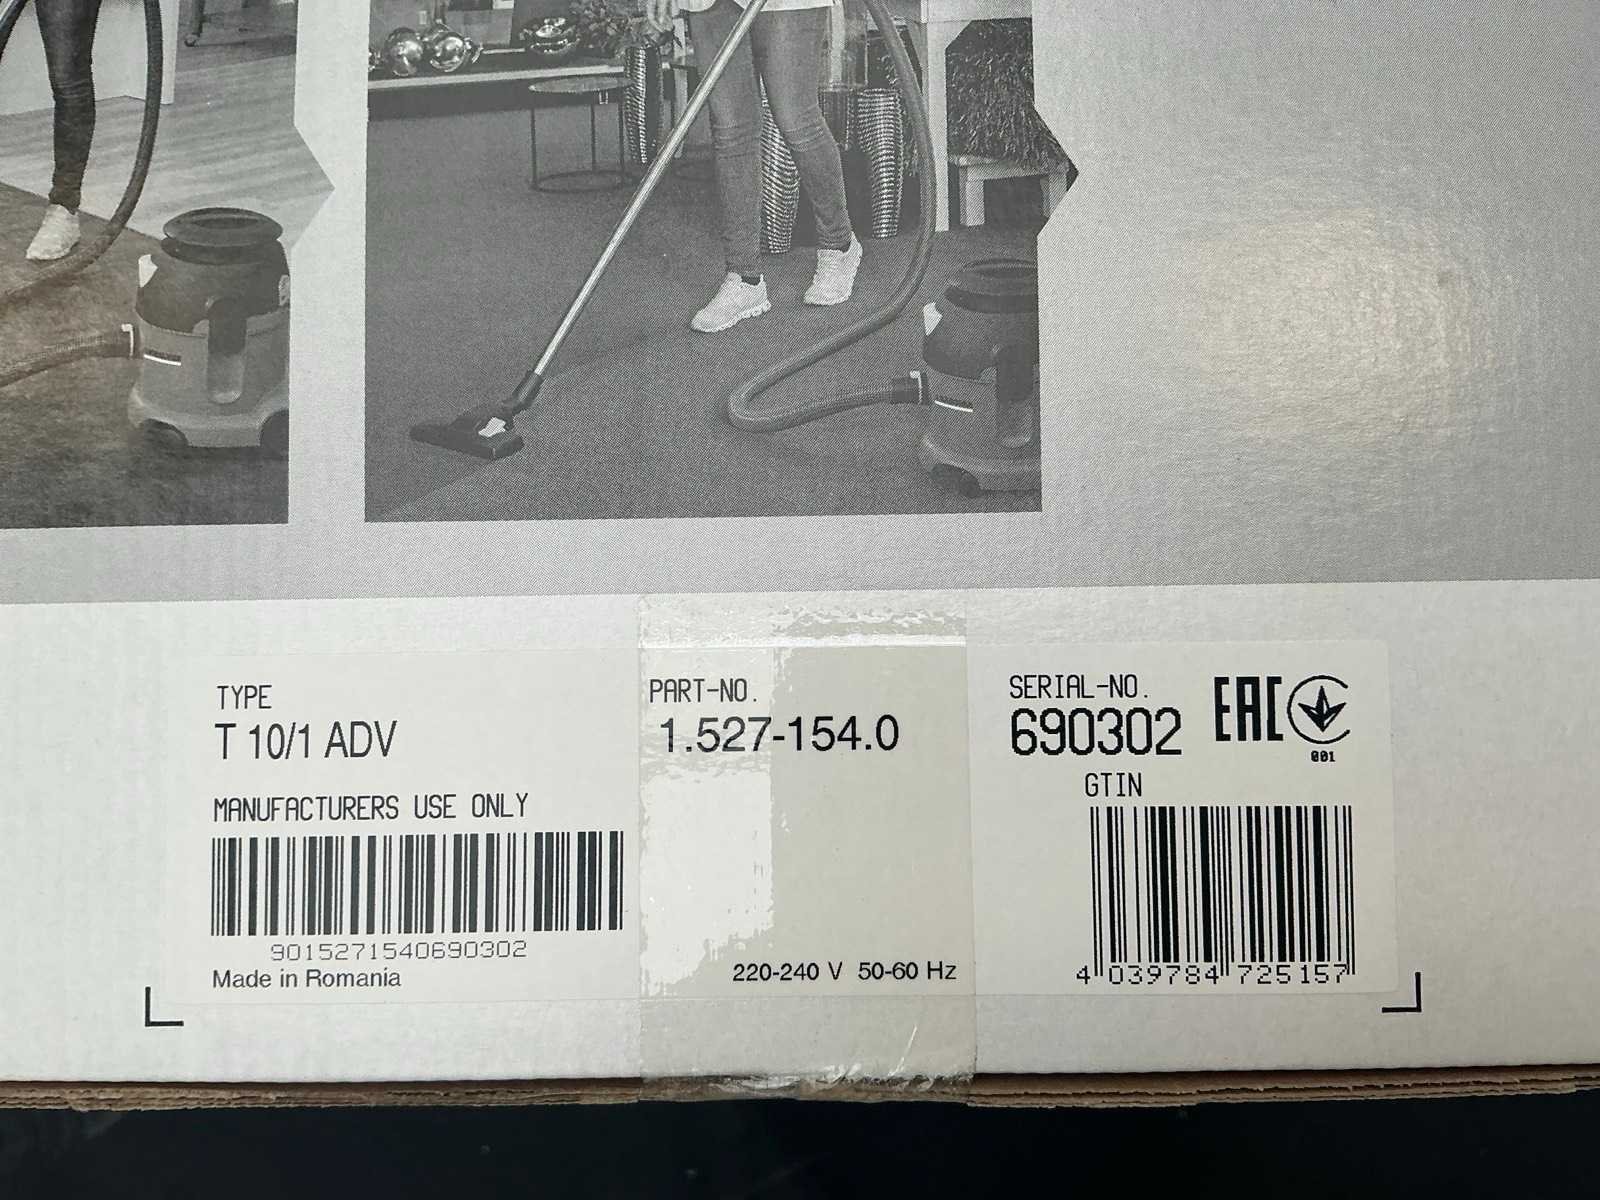 TYPE
T 10/1 ADV
MANUFACTURERS USE ONLY
9015271540690302
Made in Romania
PART-NO.
1.527-154.0
220-240 V 50-60 Hz
SERIAL-NO.
690302
EAC
001
GTIN
4 039784 725157